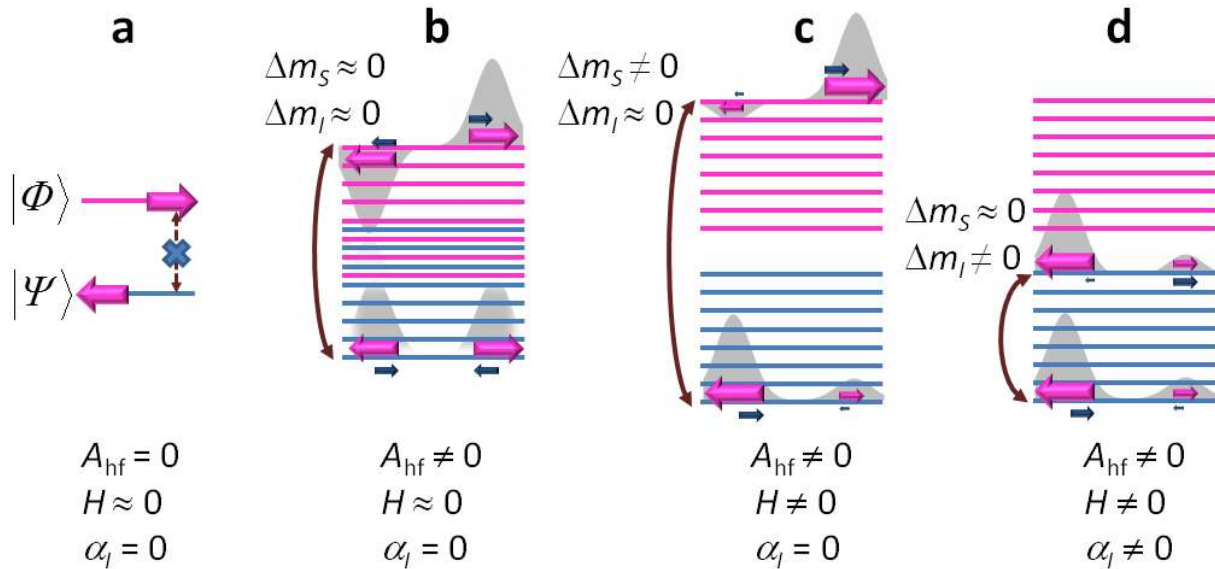 a
b
c
d
Δm_S ≈ 0
Δm_I ≈ 0
Δm_S ≠ 0
Δm_I ≈ 0
Δm_S ≈ 0
Δm_I ≠ 0
|Φ⟩
|Ψ⟩
A_hf = 0
H ≈ 0
α_I = 0
A_hf ≠ 0
H ≈ 0
α_I = 0
A_hf ≠ 0
H ≠ 0
α_I = 0
A_hf ≠ 0
H ≠ 0
α_I ≠ 0